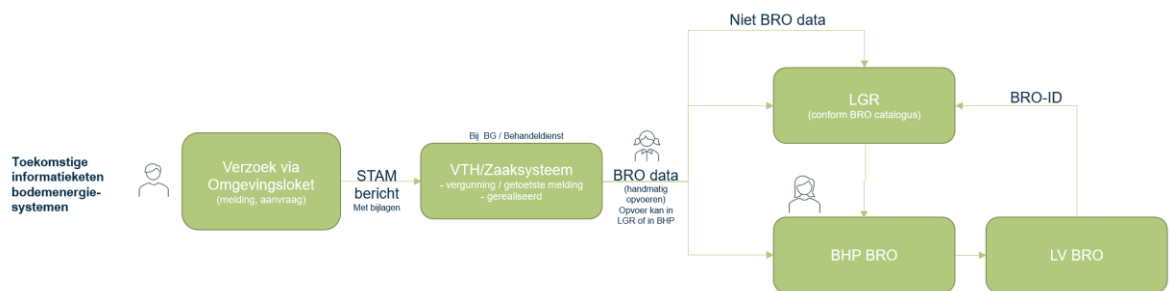 Toekomstige
informatieketen
bodemenergie-
systemen
Verzoek via
Omgevingsloket
(melding, aanvraag)
STAM
bericht
Met bijlagen
Bij BG / Behandeldienst
VTH/Zaaksysteem
- vergunning / getoetste melding
- gerealiseerd
BRO data
(handmatig
opvoeren)
Opvoer kan in
LGR of in BHP
Niet BRO data
LGR
(conform BRO catalogus)
BRO-ID
BHP BRO
LV BRO